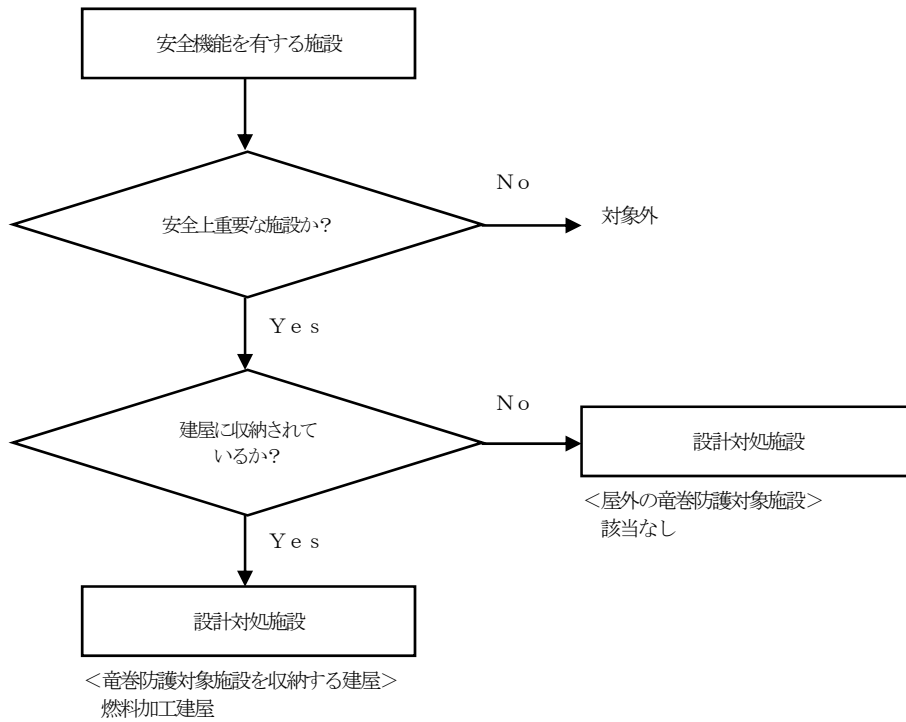 安全機能を有する施設
No
安全上重要な施設か?
対象外
Yes
No
建屋に収納されて
いるか?
設計対処施設
<屋外の竜巻防護対象施設>
該当なし
Yes
設計対処施設
<竜巻防護対象施設を収納する建屋>
燃料加工建屋